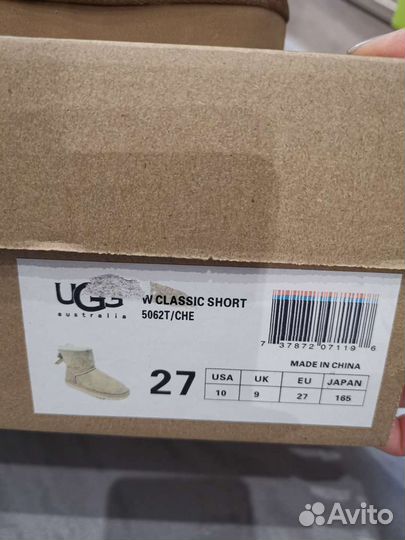 UGG
australia
W CLASSIC SHORT
5062T/CHE
7 37872 07119 6
MADE IN CHINA
27
USA UK EU JAPAN
10 9 27 165
Avito